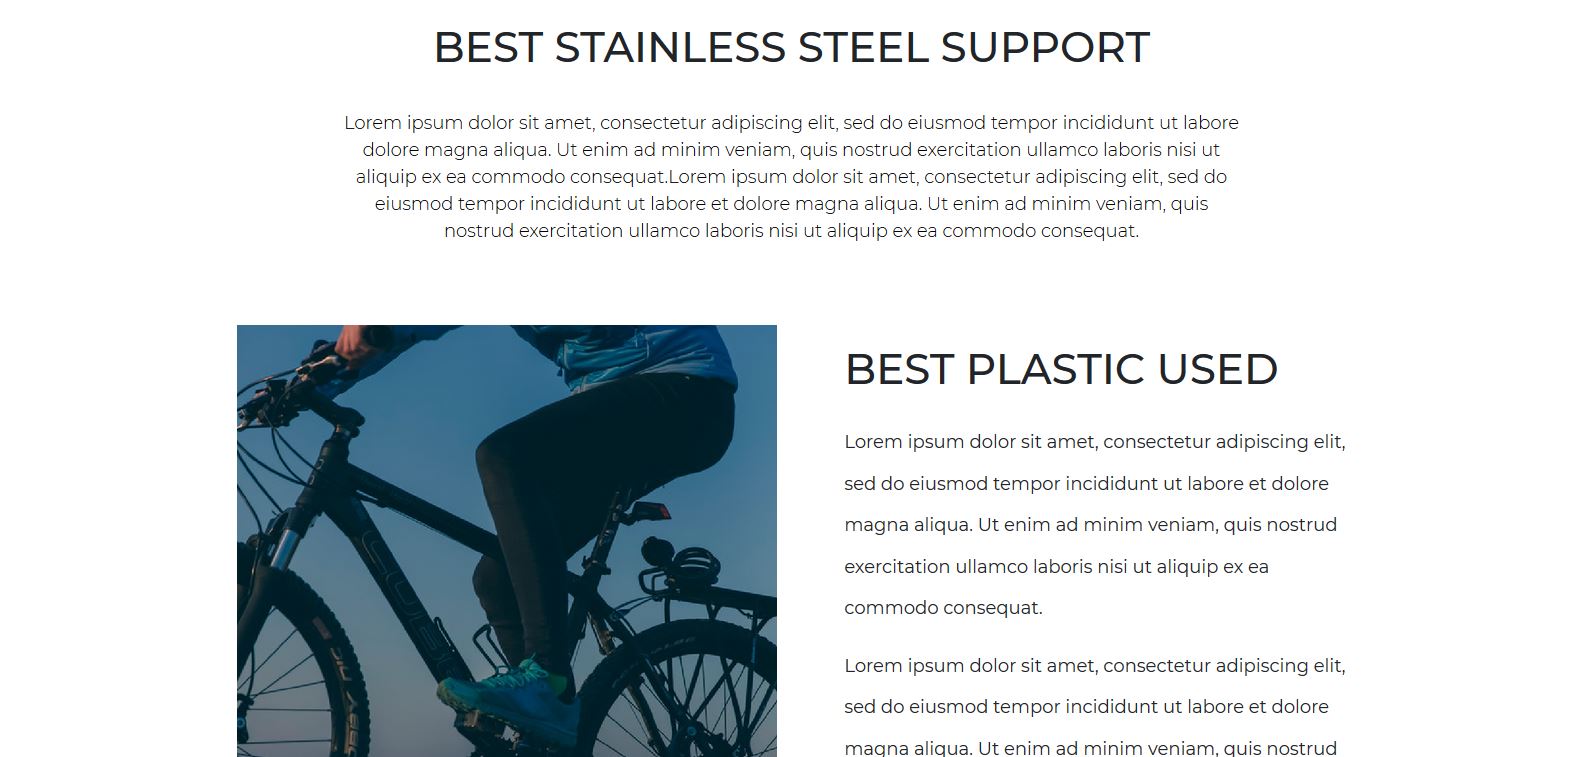 BEST STAINLESS STEEL SUPPORT
Lorem ipsum dolor sit amet, consectetur adipiscing elit, sed do eiusmod tempor incididunt ut labore
dolore magna aliqua. Ut enim ad minim veniam, quis nostrud exercitation ullamco laboris nisi ut
aliquip ex ea commodo consequat.Lorem ipsum dolor sit amet, consectetur adipiscing elit, sed do
eiusmod tempor incididunt ut labore et dolore magna aliqua. Ut enim ad minim veniam, quis
nostrud exercitation ullamco laboris nisi ut aliquip ex ea commodo consequat.
CUBE
BEST PLASTIC USED
Lorem ipsum dolor sit amet, consectetur adipiscing elit,
sed do eiusmod tempor incididunt ut labore et dolore
magna aliqua. Ut enim ad minim veniam, quis nostrud
exercitation ullamco laboris nisi ut aliquip ex ea
commodo consequat.
Lorem ipsum dolor sit amet, consectetur adipiscing elit,
sed do eiusmod tempor incididunt ut labore et dolore
magna aliqua. Ut enim ad minim veniam, quis nostrud